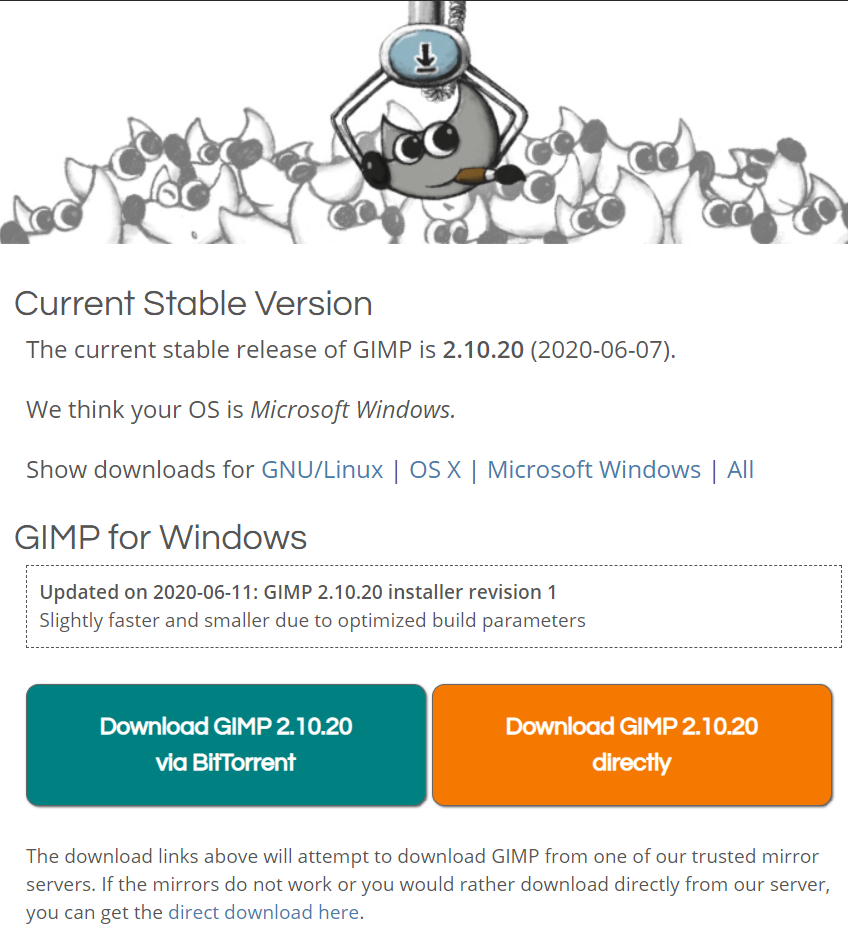 Current Stable Version
The current stable release of GIMP is 2.10.20 (2020-06-07).
We think your OS is Microsoft Windows.
Show downloads for GNU/Linux | OS X | Microsoft Windows | All
GIMP for Windows
Updated on 2020-06-11: GIMP 2.10.20 installer revision 1
Slightly faster and smaller due to optimized build parameters
Download GIMP 2.10.20
via BitTorrent
Download GIMP 2.10.20
directly
The download links above will attempt to download GIMP from one of our trusted mirror
servers. If the mirrors do not work or you would rather download directly from our server,
you can get the direct download here.